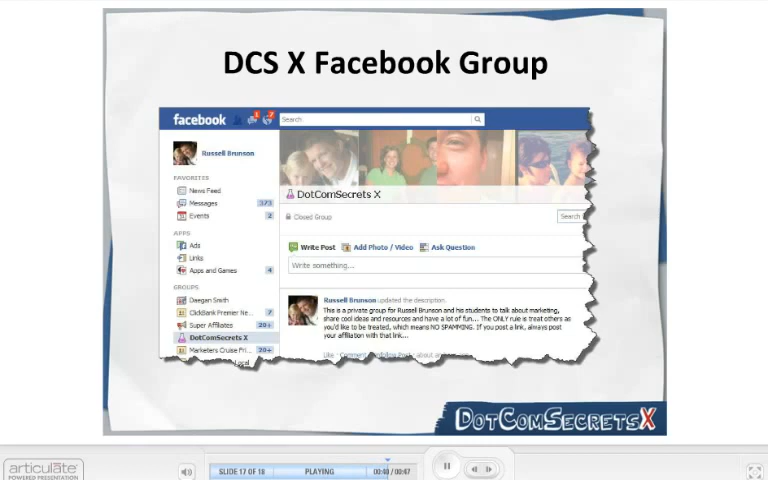 DCS X Facebook Group
facebook
1
7
Search
Russell Brunson
FAVORITES
News Feed
Messages 373
Events 2
APPS
Ads
Links
Apps and Games 4
GROUPS
Daegan Smith
ClickBank Premier Ne... 7
Super Affiliates 20+
DotComSecrets X
Marketers Cruise Fri... 20+
Local
DotComSecrets X
Closed Group
Search
Write Post Add Photo / Video Ask Question
Write something...
Russell Brunson updated the description.
This is a private group for Russell Brunson and his students to talk about marketing,
share cool ideas and resources and have a lot of fun... The ONLY rule is treat others as
you'd like to be treated, which means NO SPAMMING. If you post a link, always post
your affiliation with that link...
Like · Comment Post · about
DOTCOMSECRETSX
articulate
POWERED PRESENTATION
SLIDE 17 OF 18 PLAYING 00:40 / 00:47